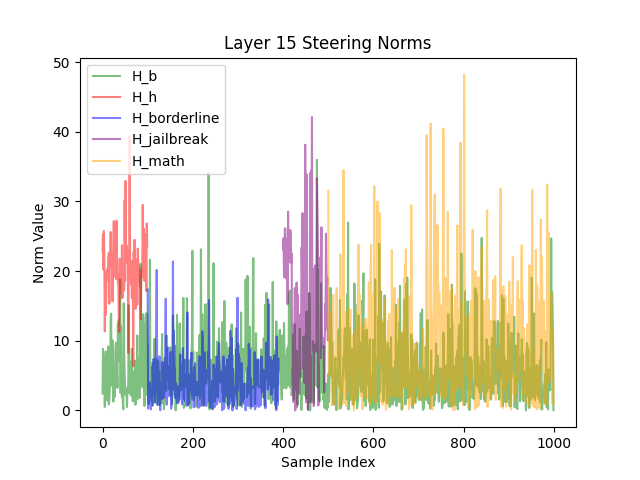 Layer 15 Steering Norms
50
40
30
20
10
0
Norm Value
H_b
H_h
H_borderline
H_jailbreak
H_math
0
200
400
600
800
1000
Sample Index